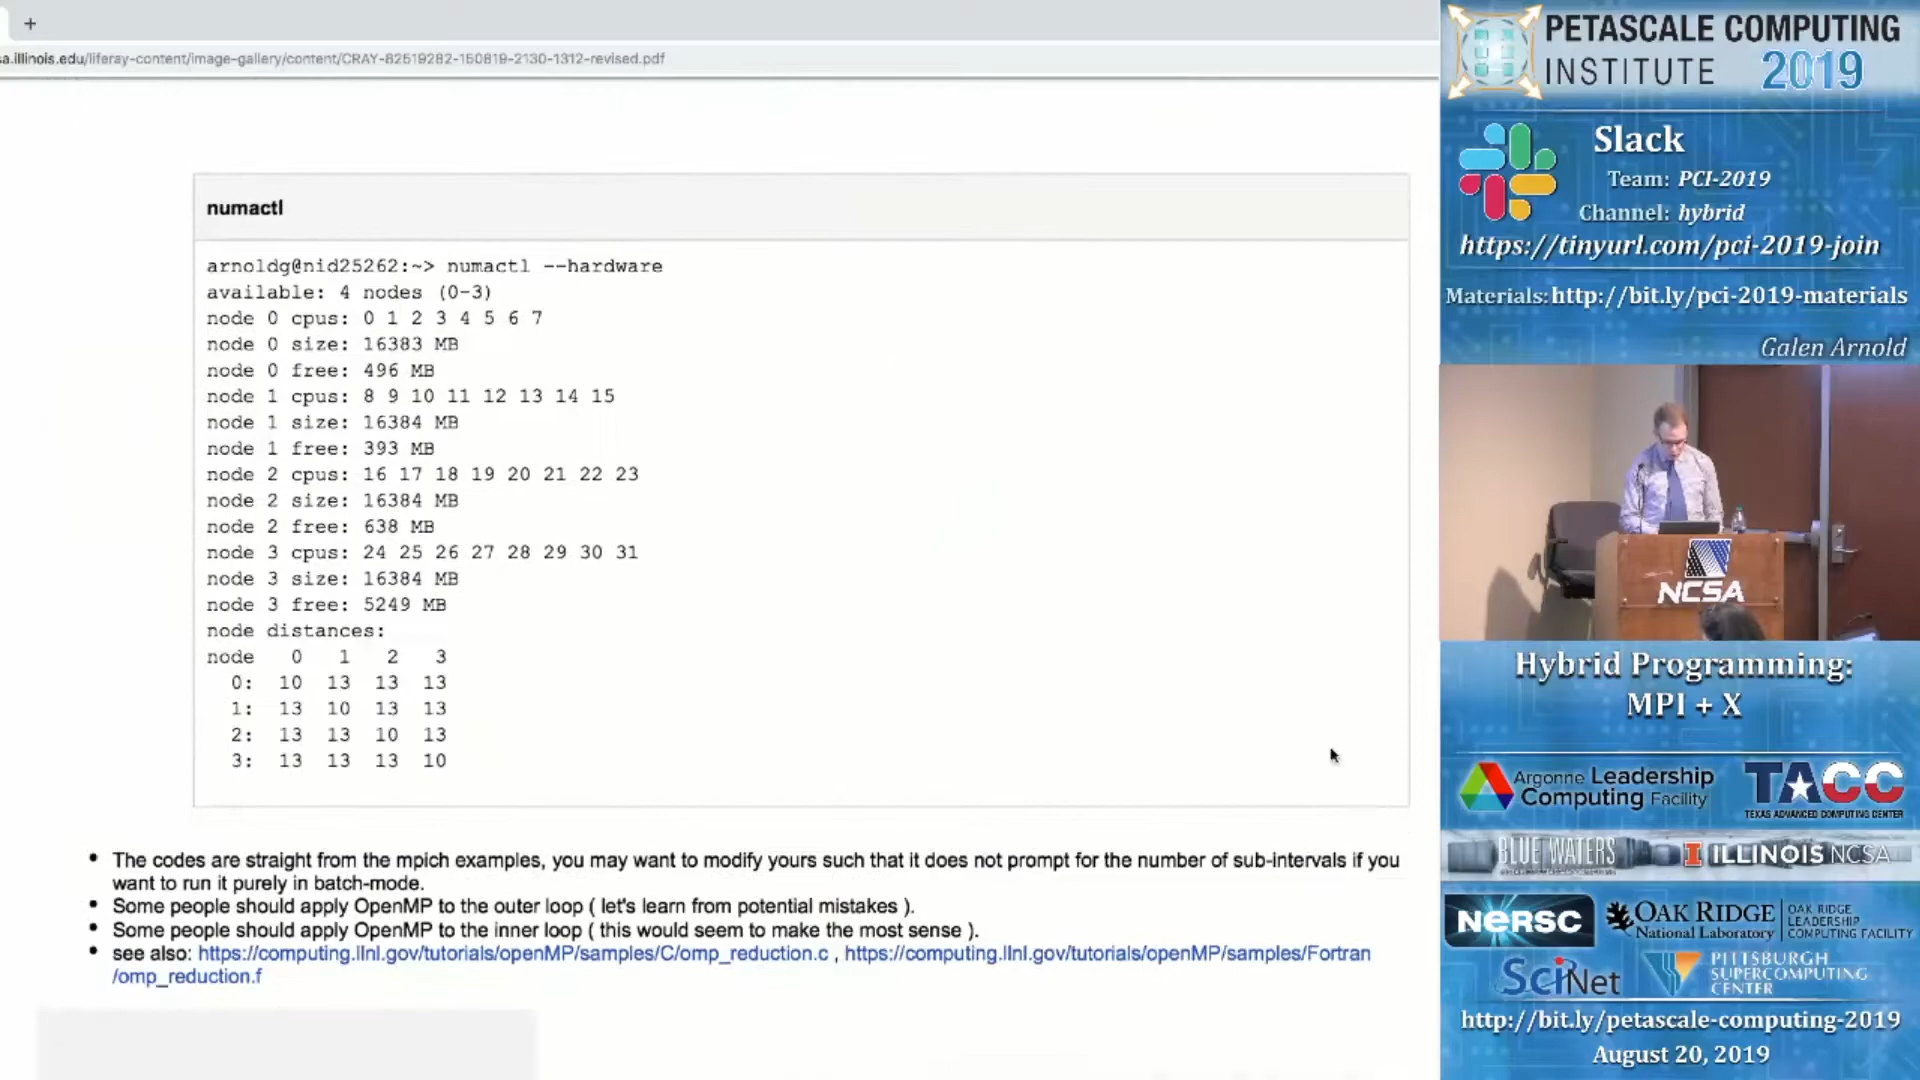 +
sa.illinois.edu/liferay-content/image-gallery/content/CRAY-82519282-150819-2130-1312-revised.pdf
numactl
arnoldg@nid25262:~> numactl --hardware
available: 4 nodes (0-3)
node 0 cpus: 0 1 2 3 4 5 6 7
node 0 size: 16383 MB
node 0 free: 496 MB
node 1 cpus: 8 9 10 11 12 13 14 15
node 1 size: 16384 MB
node 1 free: 393 MB
node 2 cpus: 16 17 18 19 20 21 22 23
node 2 size: 16384 MB
node 2 free: 638 MB
node 3 cpus: 24 25 26 27 28 29 30 31
node 3 size: 16384 MB
node 3 free: 5249 MB
node distances:
node 0 1 2 3
0: 10 13 13 13
1: 13 10 13 13
2: 13 13 10 13
3: 13 13 13 10
• The codes are straight from the mpich examples, you may want to modify yours such that it does not prompt for the number of sub-intervals if you
want to run it purely in batch-mode.
• Some people should apply OpenMP to the outer loop ( let's learn from potential mistakes ).
• Some people should apply OpenMP to the inner loop ( this would seem to make the most sense ).
• see also: https://computing.llnl.gov/tutorials/openMP/samples/C/omp_reduction.c , https://computing.llnl.gov/tutorials/openMP/samples/Fortran
/omp_reduction.f
PETASCALE COMPUTING
INSTITUTE 2019
Slack
Team: PCI-2019
Channel: hybrid
https://tinyurl.com/pci-2019-join
Materials: http://bit.ly/pci-2019-materials
Galen Arnold
NCSA
Hybrid Programming:
MPI + X
Argonne Leadership
Computing Facility
TACC
TEXAS ADVANCED COMPUTING CENTER
BLUE WATERS
I ILLINOIS NCSA
NERSC
OAK RIDGE
National Laboratory
OAK RIDGE
LEADERSHIP
COMPUTING FACILITY
SciNet
PITTSBURGH
SUPERCOMPUTING
CENTER
http://bit.ly/petascale-computing-2019
August 20, 2019